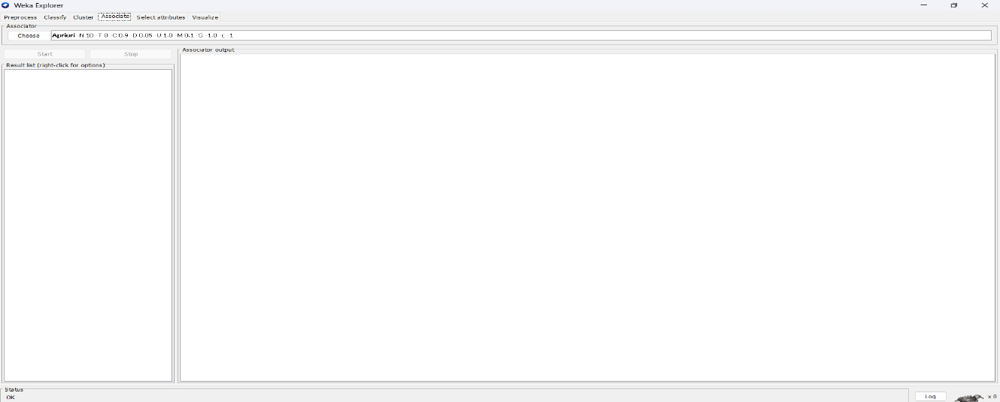 Weka Explorer
Preprocess Classify Cluster Associate Select attributes Visualize
Associator
Choose Apriori -N 10 -T 0 -C 0.9 -D 0.05 -U 1.0 -M 0.1 -S -1.0 -c -1
Start Stop
Associator output
Result list (right-click for options)
Status
OK
Log x 0